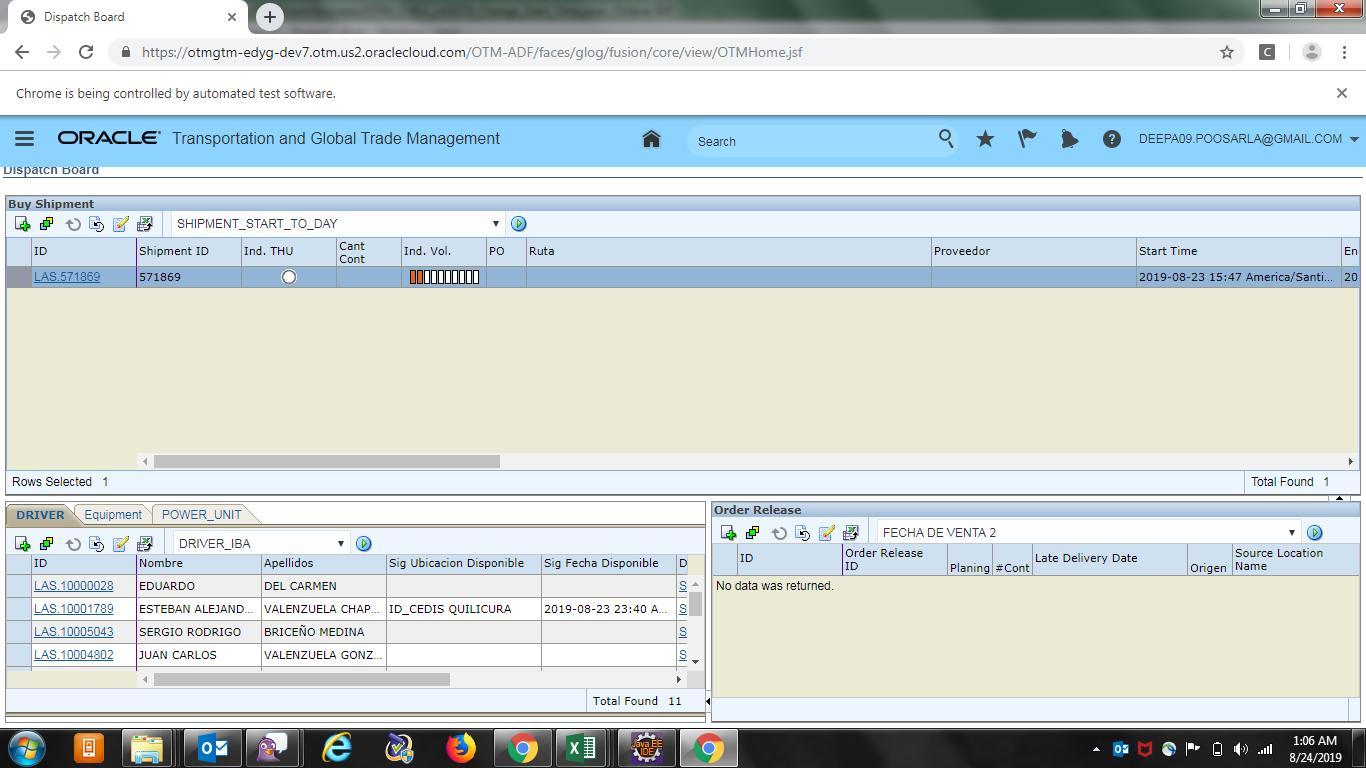 Dispatch Board
https://otmgtm-edyg-dev7.otm.us2.oraclecloud.com/OTM-ADF/faces/glog/fusion/core/view/OTMHome.jsf
C
Chrome is being controlled by automated test software.
ORACLE Transportation and Global Trade Management
Search
DEEPA09.POOSARLA@GMAIL.COM
Dispatch Board
Buy Shipment
SHIPMENT_START_TO_DAY
ID Shipment ID Ind. THU Cant Cont Ind. Vol. PO Ruta Proveedor Start Time En
LAS.571869 571869 2019-08-23 15:47 America/Santi... 20
Rows Selected 1 Total Found 1
DRIVER Equipment POWER_UNIT
DRIVER_IBA
ID Nombre Apellidos Sig Ubicacion Disponible Sig Fecha Disponible D
LAS.10000028 EDUARDO DEL CARMEN S
LAS.10001789 ESTEBAN ALEJAND... VALENZUELA CHAP... ID_CEDIS QUILICURA 2019-08-23 23:40 A... S
LAS.10005043 SERGIO RODRIGO BRICEÑO MEDINA S
LAS.10004802 JUAN CARLOS VALENZUELA GONZ... S
Total Found 11
Order Release
FECHA DE VENTA 2
ID Order Release ID Planing #Cont Late Delivery Date Origen Source Location Name
No data was returned.
Java EE
IDE
1:06 AM
8/24/2019